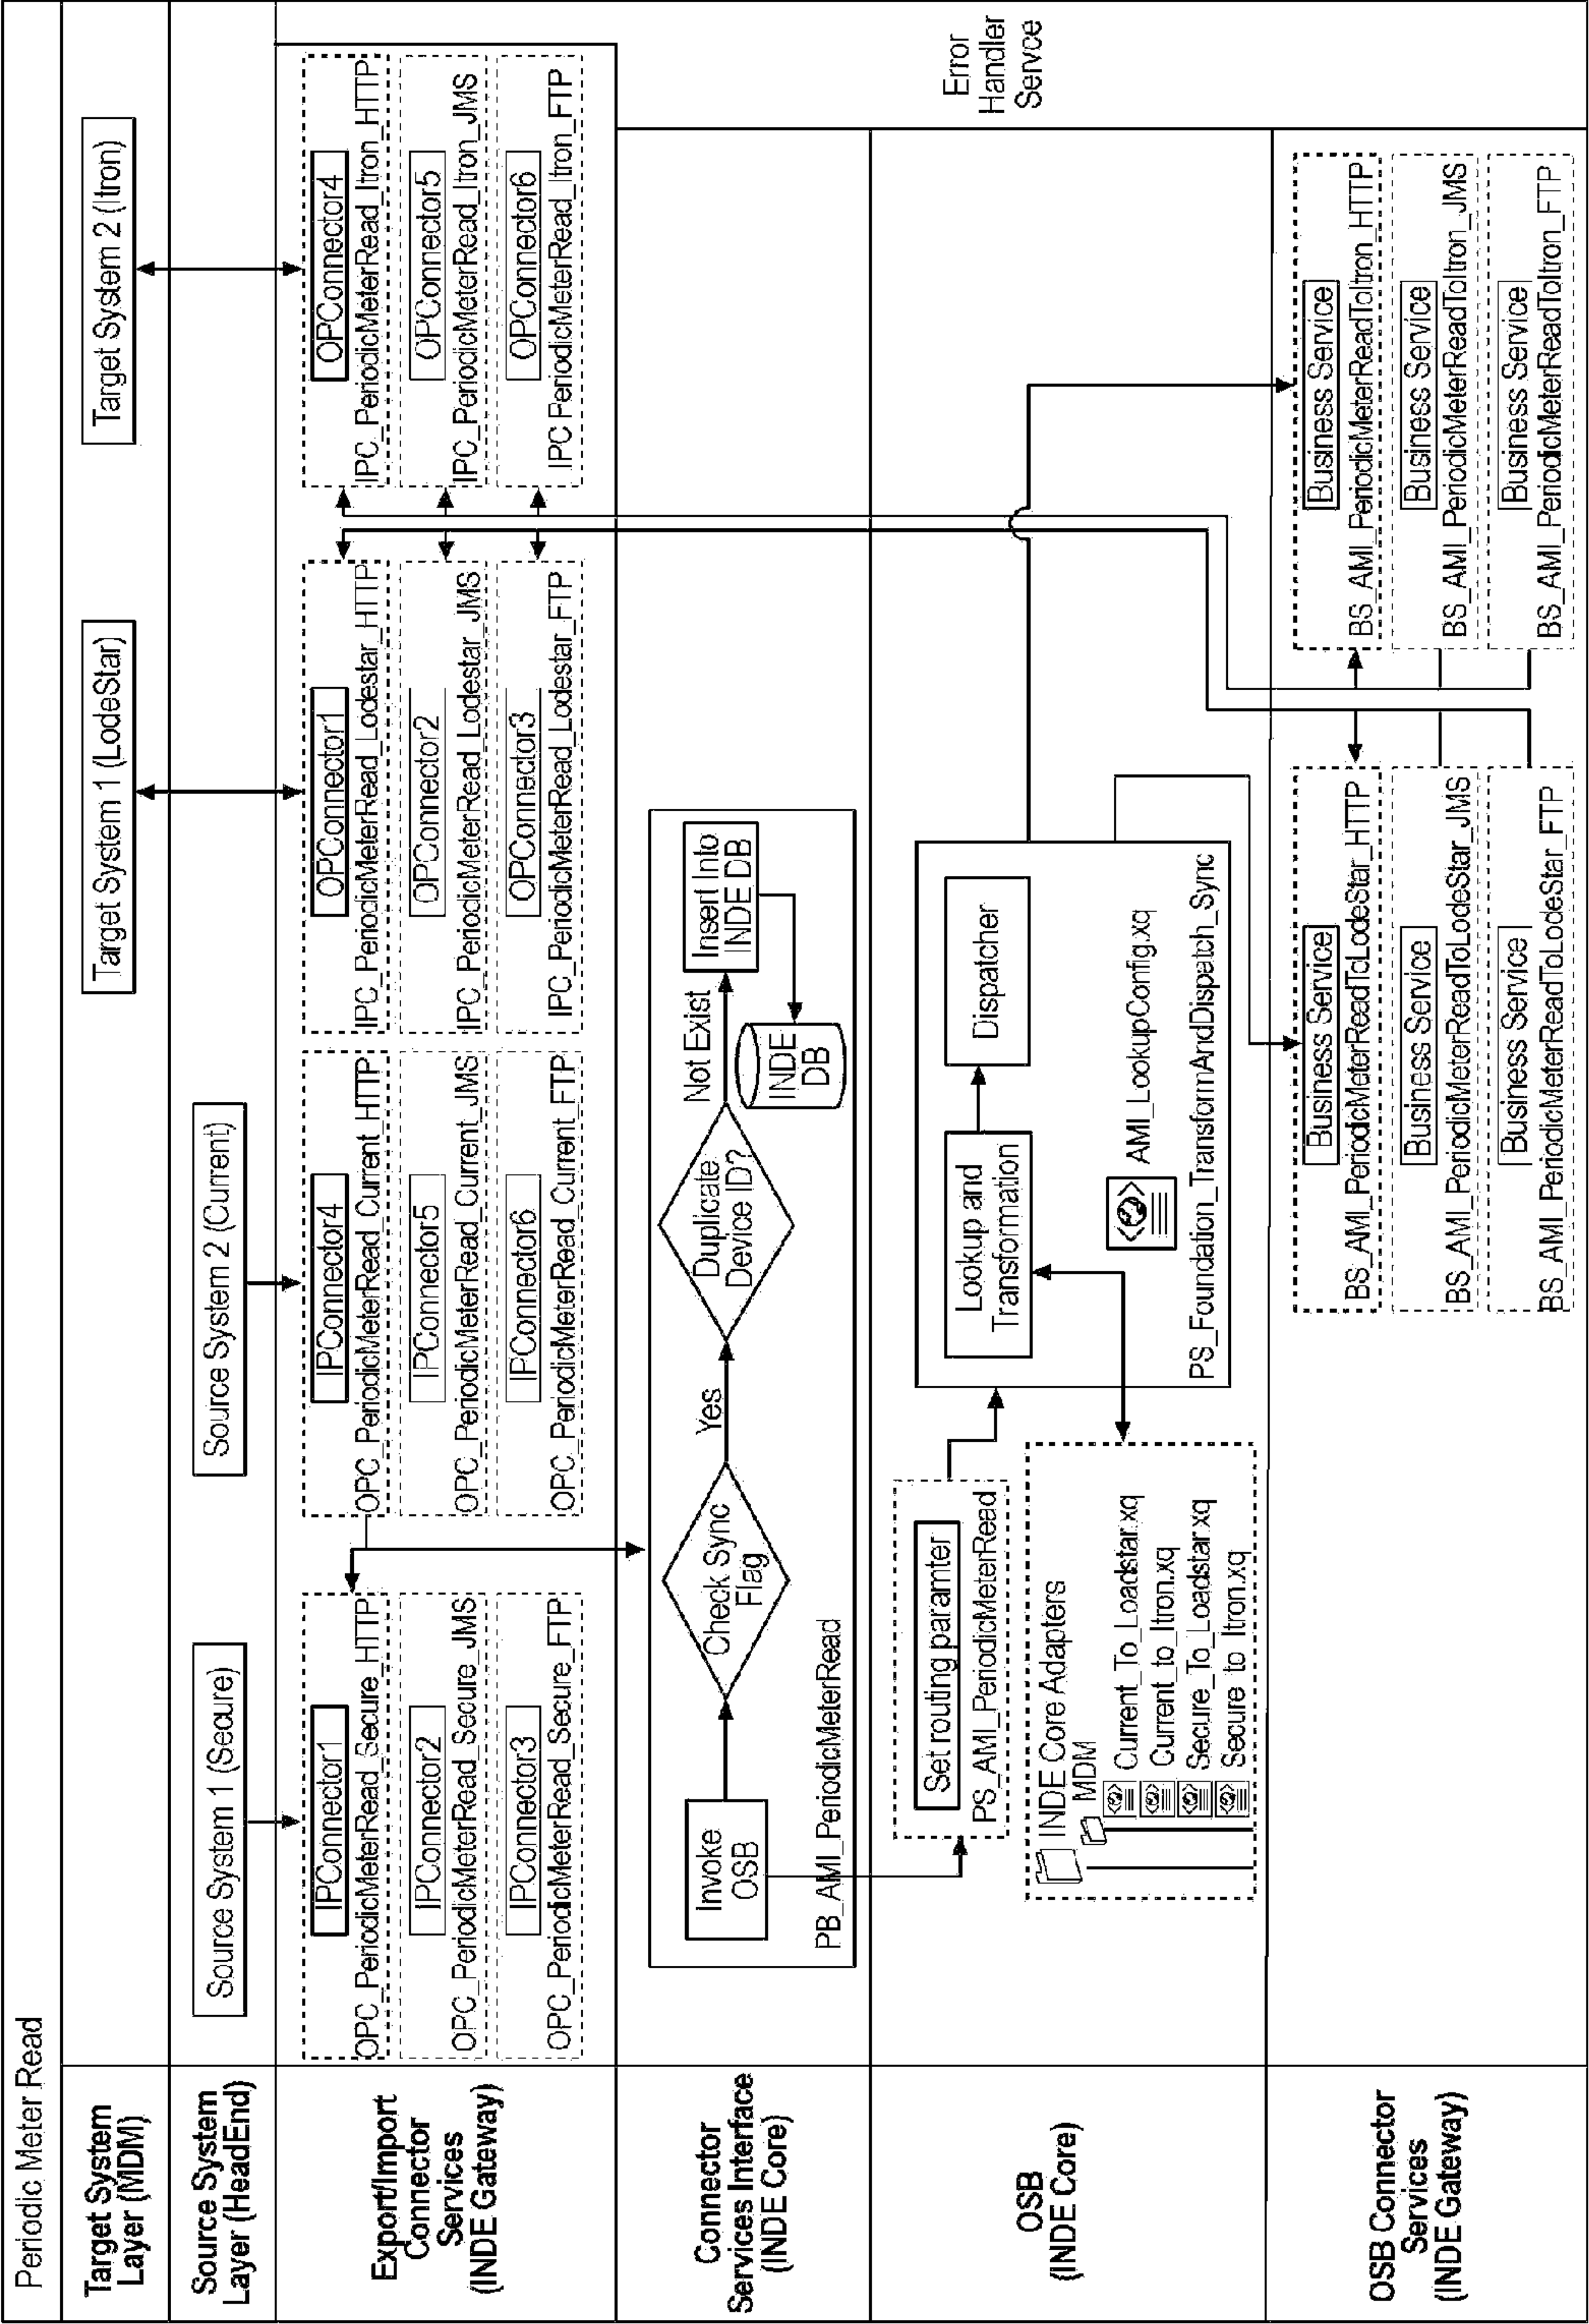 Periodic Meter Read
Target System
Layer (MDM)
Target System 1 (LodeStar)
Target System 2 (Itron)
Source System
Layer (HeadEnd)
Source System 1 (Secure)
Source System 2 (Current)
Export/Import
Connector
Services
(INDE Gateway)
IPConnector1
OPC_PeriodicMeterRead_Secure_HTTP
IPConnector2
OPC_PeriodicMeterRead_Secure_JMS
IPConnector3
OPC_PeriodicMeterRead_Secure_FTP
IPConnector4
OPC_PeriodicMeterRead_Current_HTTP
IPConnector5
OPC_PeriodicMeterRead_Current_JMS
IPConnector6
OPC_PeriodicMeterRead_Current_FTP
OPConnector1
IPC_PeriodicMeterRead_Lodestar_HTTP
OPConnector2
IPC_PeriodicMeterRead_Lodestar_JMS
OPConnector3
IPC_PeriodicMeterRead_Lodestar_FTP
OPConnector4
IPC_PeriodicMeterRead_Itron_HTTP
OPConnector5
IPC_PeriodicMeterRead_Itron_JMS
OPConnector6
IPC PeriodicMeterRead_Itron_FTP
Connector
Services Interface
(INDE Core)
Invoke
OSB
Check Sync
Flag
Yes
Duplicate
Device ID?
Not Exist
Insert Into
INDE DB
INDE
DB
PB_AMI_PeriodicMeterRead
Error
Handler
Servce
OSB
(INDE Core)
Set routing paramter
PS_AMI_PeriodicMeterRead
INDE Core Adapters
MDM
Current_To_Loadstar.xq
Current_to_Itron.xq
Secure_To_Loadstar.xq
Secure to Itron.xq
Lookup and
Transformation
Dispatcher
AMI_LookupConfig.xq
PS_Foundation_TransformAndDispatch_Sync
OSB Connector
Services
(INDE Gateway)
Business Service
BS_AMI_PeriodicMeterReadToLodeStar_HTTP
Business Service
BS_AMI_PeriodicMeterReadToLodeStar_JMS
Business Service
BS_AMI_PeriodicMeterReadToLodeStar_FTP
Business Service
BS_AMI_PeriodicMeterReadToItron_HTTP
Business Service
BS_AMI_PeriodicMeterReadToItron_JMS
Business Service
BS_AMI_PeriodicMeterReadToItron_FTP